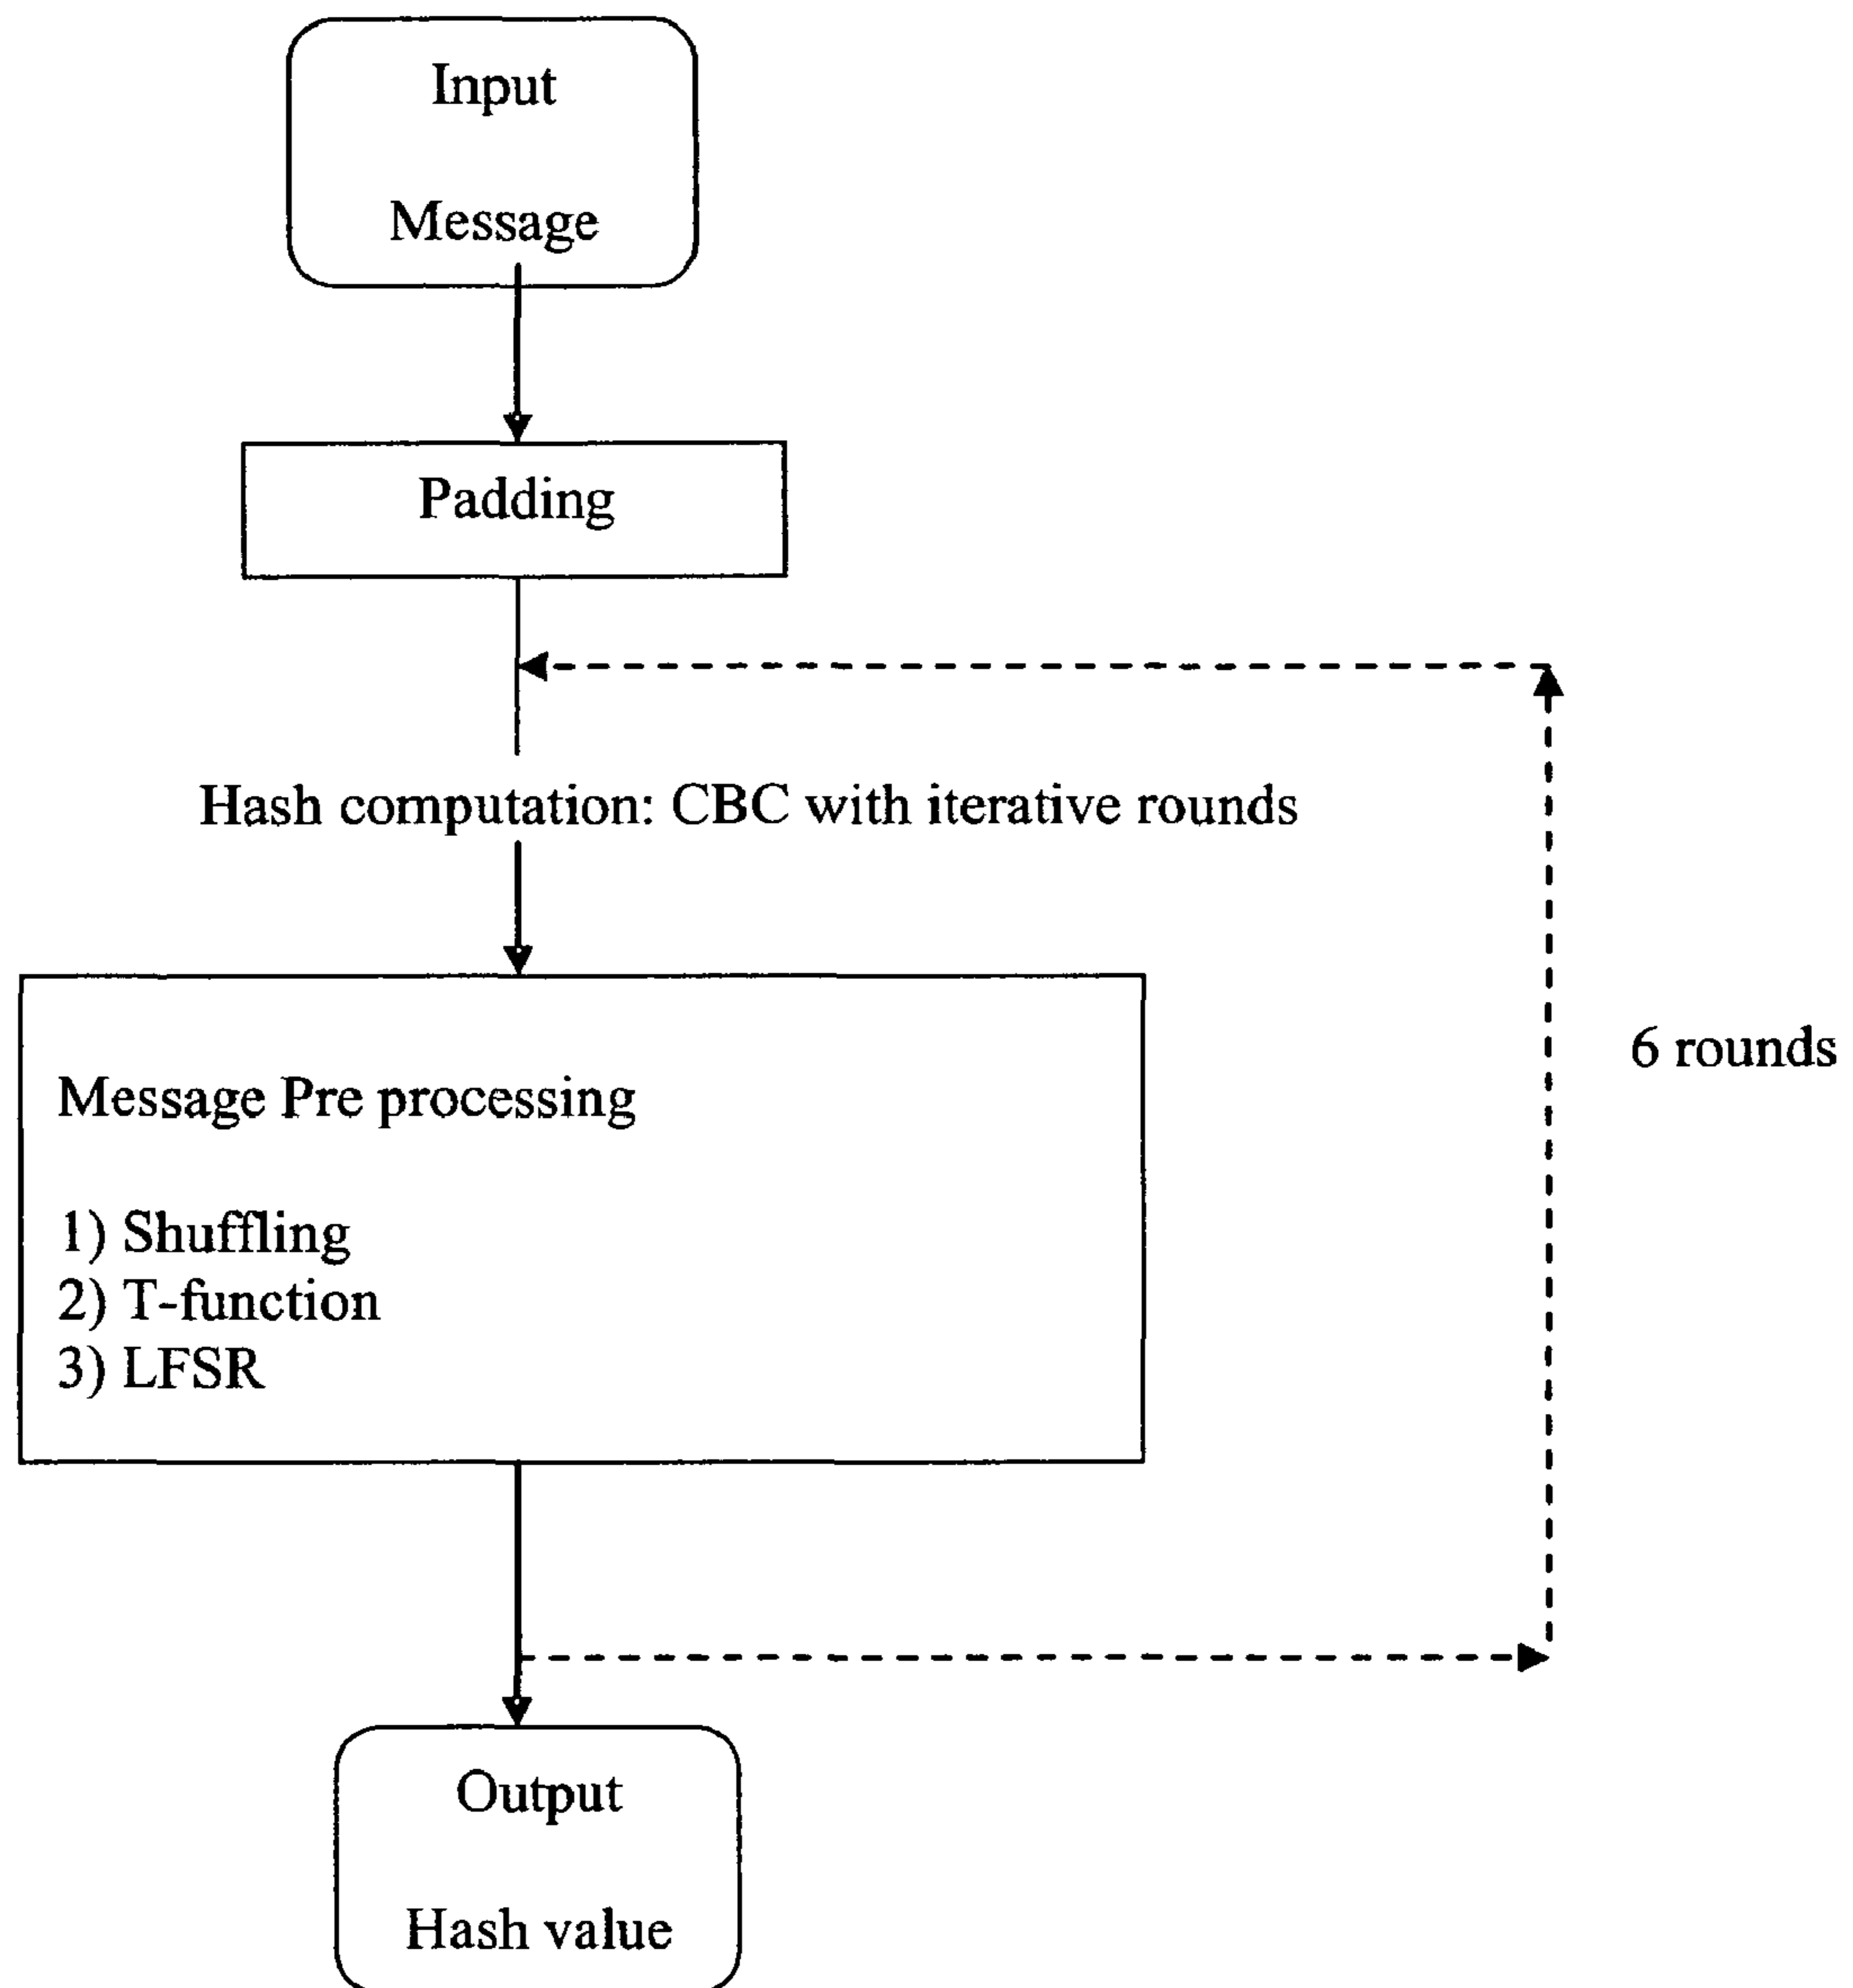 Input
Message
Padding
Hash computation: CBC with iterative rounds
6 rounds
Message Pre processing
1) Shuffling
2) T-function
3) LFSR
Output
Hash value